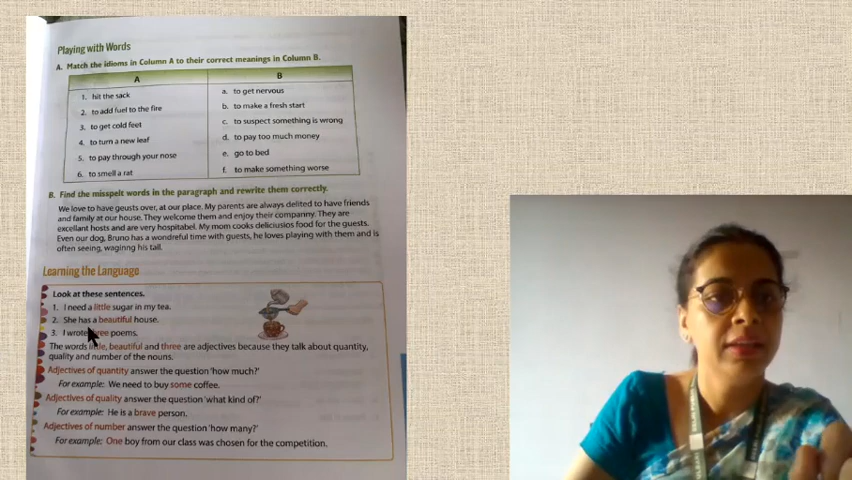 Playing with Words
A. Match the idioms in Column A to their correct meanings in Column B.
A
B
1. hit the sack
a. to get nervous
2. to add fuel to the fire
b. to make a fresh start
3. to get cold feet
c. to suspect something is wrong
4. to turn a new leaf
d. to pay too much money
5. to pay through your nose
e. go to bed
6. to smell a rat
f. to make something worse
B. Find the misspelt words in the paragraph and rewrite them correctly.
We love to have geusts over, at our place. My parents are always delited to have friends
and family at our house. They welcome them and enjoy their companny. They are
excellant hosts and are very hospitabel. My mom cooks deliciusios food for the guests.
Even our dog, Bruno has a wondreful time with guests, he loves playing with them and is
often seeing, waginng his tall.
Learning the Language
Look at these sentences.
1. I need a little sugar in my tea.
2. She has a beautiful house.
3. I wrote three poems.
The words little, beautiful and three are adjectives because they talk about quantity,
quality and number of the nouns.
Adjectives of quantity answer the question 'how much?'
For example: We need to buy some coffee.
Adjectives of quality answer the question 'what kind of?'
For example: He is a brave person.
Adjectives of number answer the question 'how many?'
For example: One boy from our class was chosen for the competition.